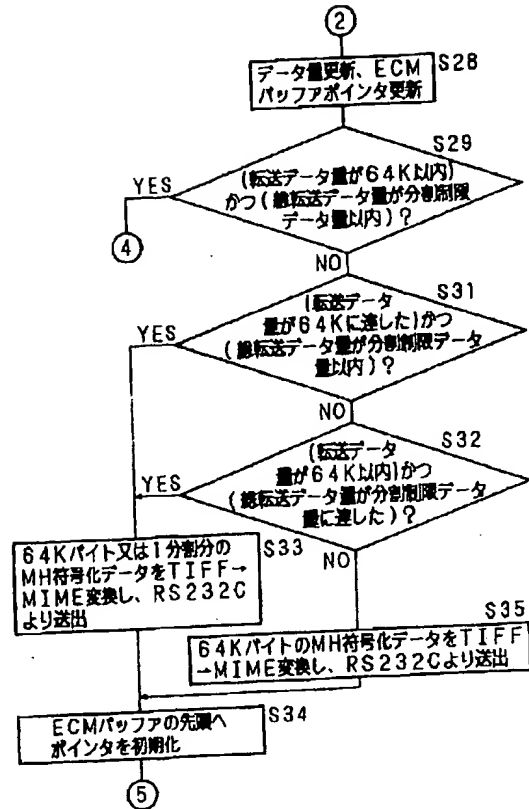 ②
データ量更新、ECM
バッファポインタ更新
S28
S29
(転送データ量が64K以内)
かつ(総転送データ量が分割制限
データ量以内)?
YES
④
NO
S31
(転送データ
量が64Kに達した)かつ
(総転送データ量が分割制限データ
量以内)?
YES
NO
S32
(転送データ
量が64K以内)かつ
(総転送データ量が分割制限データ
量に達した)?
YES
NO
S33
64Kバイト又は1分割分の
MH符号化データをTIFF→
MIME変換し、RS232C
より送出
S35
64KバイトのMH符号化データをTIFF
→MIME変換し、RS232Cより送出
S34
ECMバッファの先頭へ
ポインタを初期化
⑤